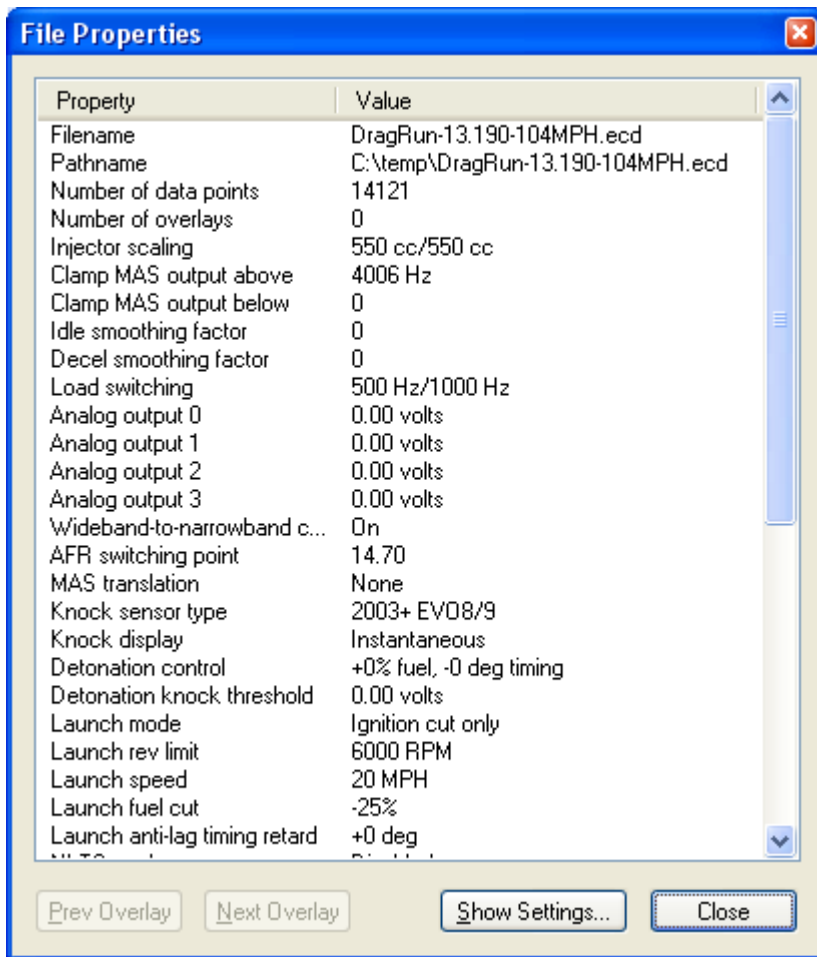 File Properties
Property Value
Filename DragRun-13.190-104MPH.ecd
Pathname C:\temp\DragRun-13.190-104MPH.ecd
Number of data points 14121
Number of overlays 0
Injector scaling 550 cc/550 cc
Clamp MAS output above 4006 Hz
Clamp MAS output below 0
Idle smoothing factor 0
Decel smoothing factor 0
Load switching 500 Hz/1000 Hz
Analog output 0 0.00 volts
Analog output 1 0.00 volts
Analog output 2 0.00 volts
Analog output 3 0.00 volts
Wideband-to-narrowband c... On
AFR switching point 14.70
MAS translation None
Knock sensor type 2003+ EVO8/9
Knock display Instantaneous
Detonation control +0% fuel, -0 deg timing
Detonation knock threshold 0.00 volts
Launch mode Ignition cut only
Launch rev limit 6000 RPM
Launch speed 20 MPH
Launch fuel cut -25%
Launch anti-lag timing retard +0 deg
Prev Overlay Next Overlay Show Settings... Close